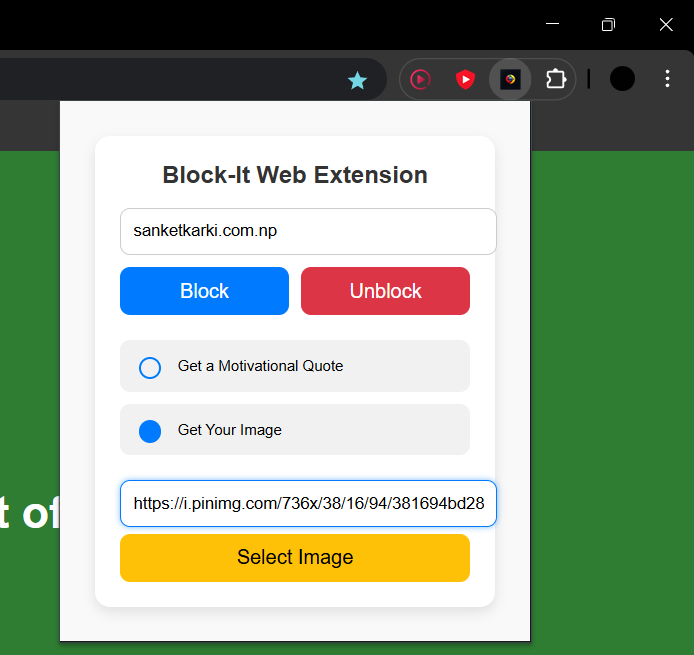 Block-It Web Extension
sanketkarki.com.np
Block Unblock
Get a Motivational Quote
Get Your Image
t of
https://i.pinimg.com/736x/38/16/94/381694bd28
Select Image